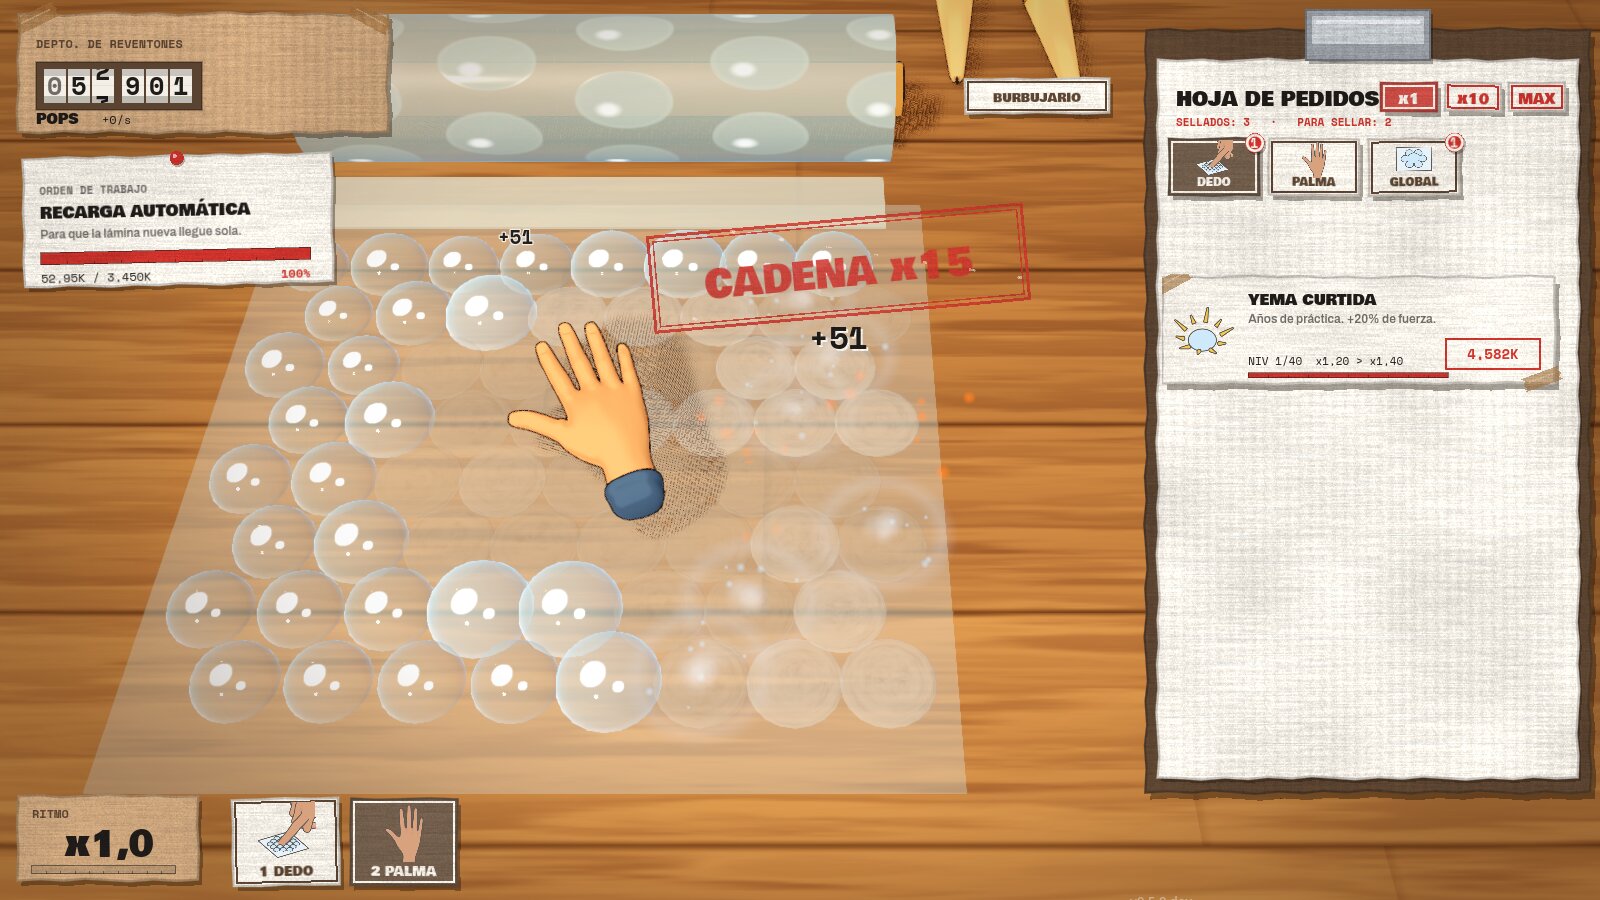 DEPTO. DE REVENTONES
POPS +0/s
ORDEN DE TRABAJO
RECARGA AUTOMÁTICA
Para que la lámina nueva llegue sola.
52,95K / 3,450K 100%
+51
CADENA x15
+51
BURBUJARIO
HOJA DE PEDIDOS
x1
x10
MAX
SELLADOS: 3 · PARA SELLAR: 2
1
1
DEDO
PALMA
GLOBAL
YEMA CURTIDA
Años de práctica. +20% de fuerza.
NIV 1/40 x1,20 > x1,40
4,582K
RITMO
x1,0
1 DEDO
2 PALMA